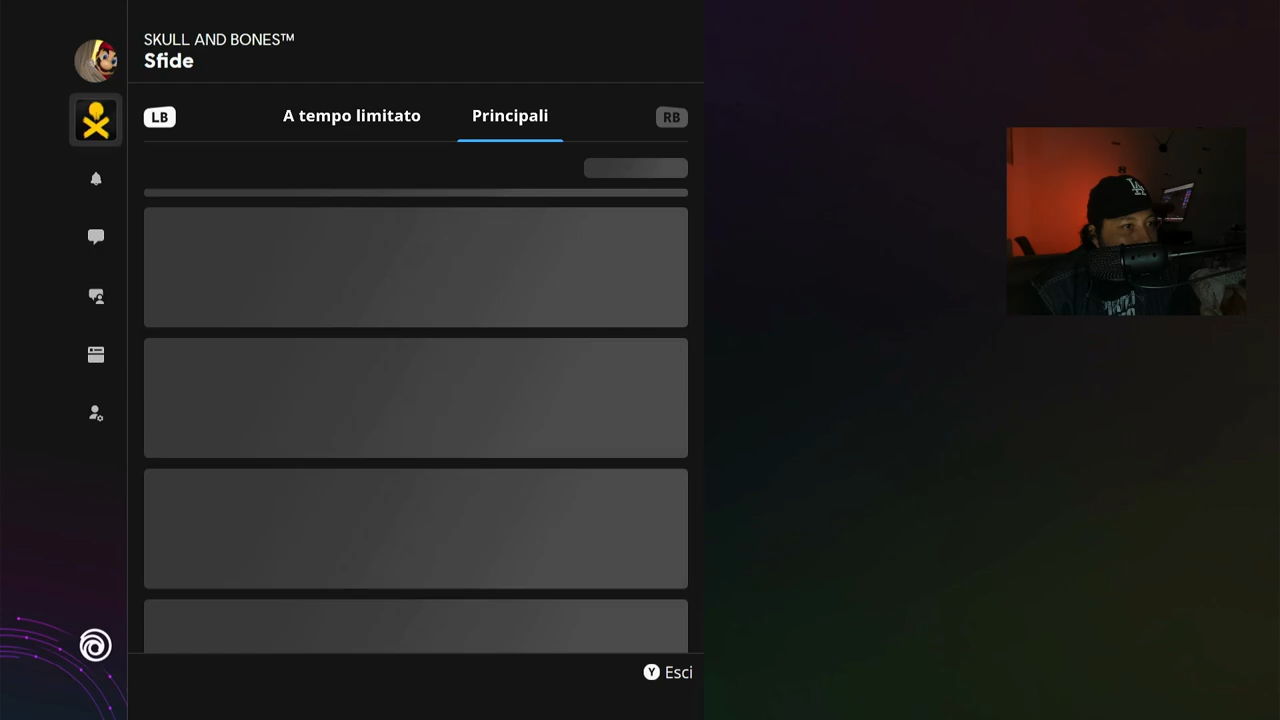 SKULL AND BONES™
Sfide
LB
A tempo limitato
Principali
RB
Y Esci